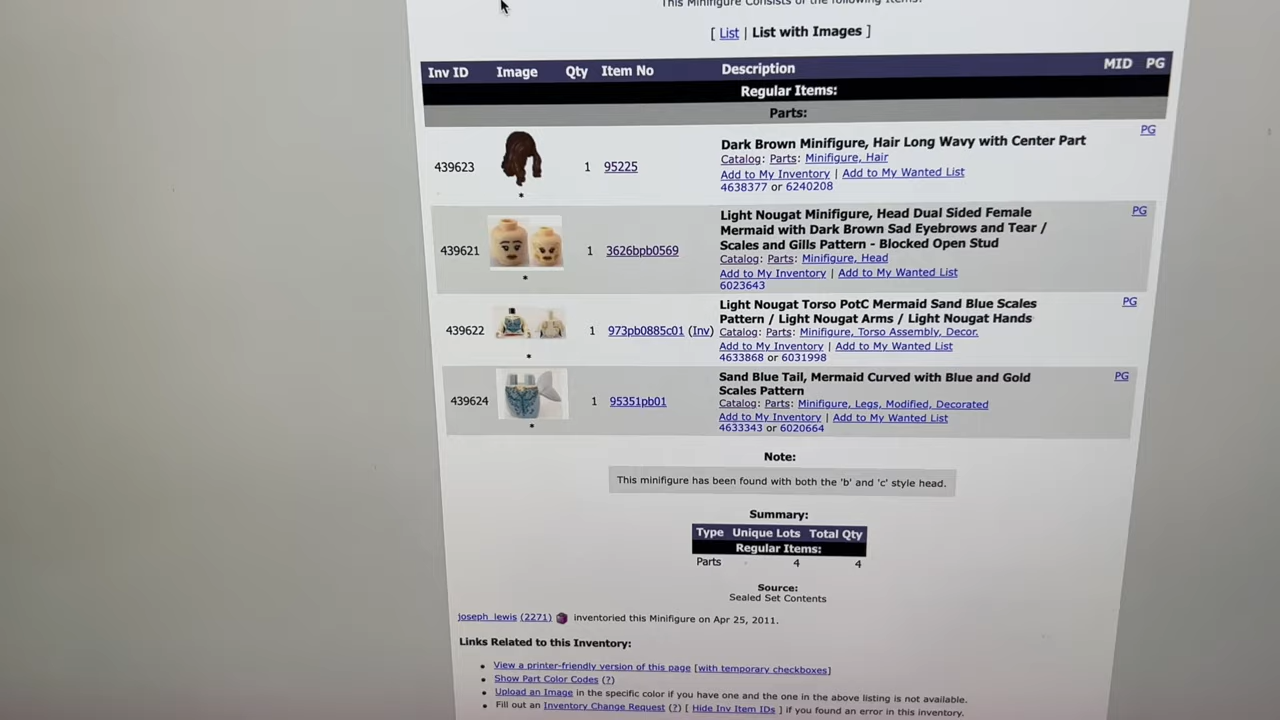 This Minifigure Consists of the following Items:
[ List | List with Images ]
Inv ID Image Qty Item No Description MID PG
Regular Items:
Parts:
439623 1 95225 Dark Brown Minifigure, Hair Long Wavy with Center Part PG
Catalog: Parts: Minifigure, Hair
Add to My Inventory | Add to My Wanted List
4638377 or 6240208
*
439621 1 3626bpb0569 Light Nougat Minifigure, Head Dual Sided Female PG
Mermaid with Dark Brown Sad Eyebrows and Tear /
Scales and Gills Pattern - Blocked Open Stud
Catalog: Parts: Minifigure, Head
Add to My Inventory | Add to My Wanted List
6023643
*
439622 1 973pb0885c01 (Inv) Light Nougat Torso PotC Mermaid Sand Blue Scales PG
Pattern / Light Nougat Arms / Light Nougat Hands
Catalog: Parts: Minifigure, Torso Assembly, Decor.
Add to My Inventory | Add to My Wanted List
4633868 or 6031998
*
439624 1 95351pb01 Sand Blue Tail, Mermaid Curved with Blue and Gold PG
Scales Pattern
Catalog: Parts: Minifigure, Legs, Modified, Decorated
Add to My Inventory | Add to My Wanted List
4633343 or 6020664
*
Note:
This minifigure has been found with both the 'b' and 'c' style head.
Summary:
Type Unique Lots Total Qty
Regular Items:
Parts 4 4
Source:
Sealed Set Contents
joseph_lewis (2271) inventoried this Minifigure on Apr 25, 2011.
Links Related to this Inventory:
• View a printer-friendly version of this page [with temporary checkboxes]
• Show Part Color Codes (?)
• Upload an Image in the specific color if you have one and the one in the above listing is not available.
• Fill out an Inventory Change Request (?) [ Hide Inv Item IDs ] if you found an error in this inventory.